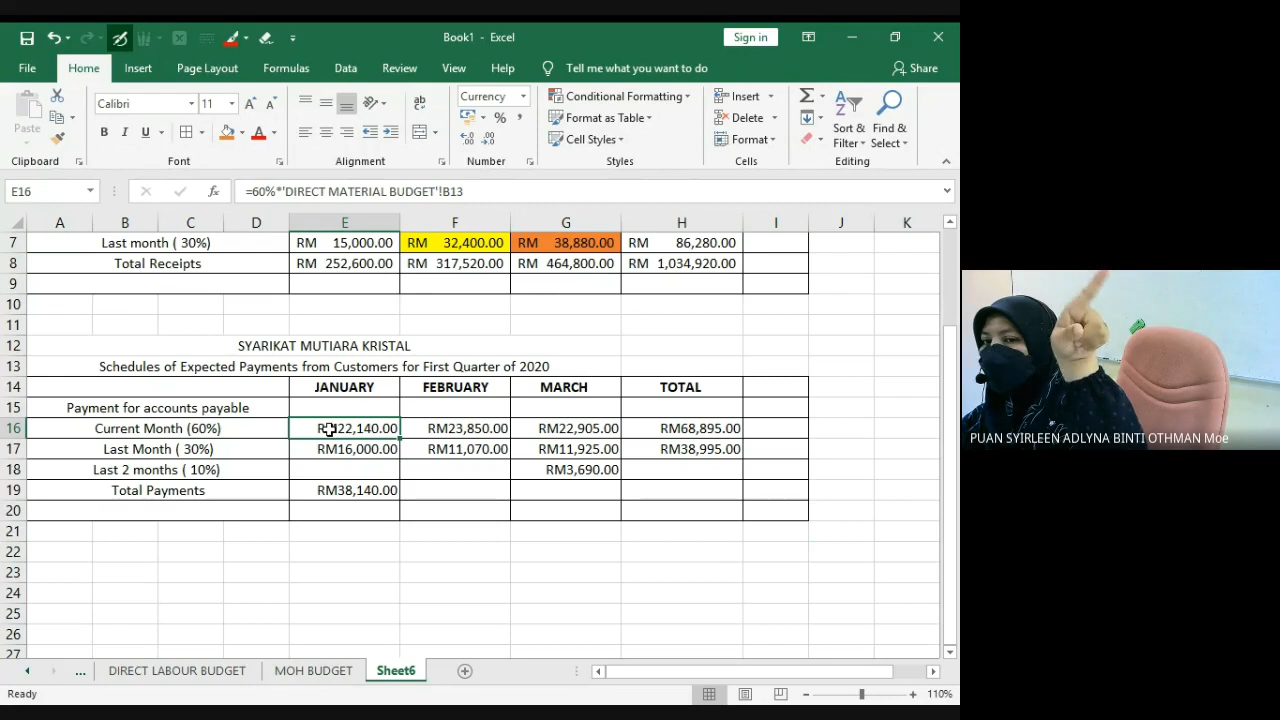 Book1 - Excel
Sign in
File Home Insert Page Layout Formulas Data Review View Help Tell me what you want to do Share
Paste
Calibri 11
B I U
ab
Currency
%
Conditional Formatting
Format as Table
Cell Styles
Insert
Delete
Format
Sort & Filter
Find & Select
Clipboard Font Alignment Number Styles Cells Editing
E16 fx =60%*'DIRECT MATERIAL BUDGET'!B13
A B C D E F G H I J K
7 Last month ( 30%) RM 15,000.00 RM 32,400.00 RM 38,880.00 RM 86,280.00
8 Total Receipts RM 252,600.00 RM 317,520.00 RM 464,800.00 RM 1,034,920.00
9
10
11
12 SYARIKAT MUTIARA KRISTAL
13 Schedules of Expected Payments from Customers for First Quarter of 2020
14 JANUARY FEBRUARY MARCH TOTAL
15 Payment for accounts payable
16 Current Month (60%) RM22,140.00 RM23,850.00 RM22,905.00 RM68,895.00
17 Last Month ( 30%) RM16,000.00 RM11,070.00 RM11,925.00 RM38,995.00
18 Last 2 months ( 10%) RM3,690.00
19 Total Payments RM38,140.00
20
21
22
23
24
25
26
27
... DIRECT LABOUR BUDGET MOH BUDGET Sheet6
Ready 110%
PUAN SYIRLEEN ADLYNA BINTI OTHMAN Moe